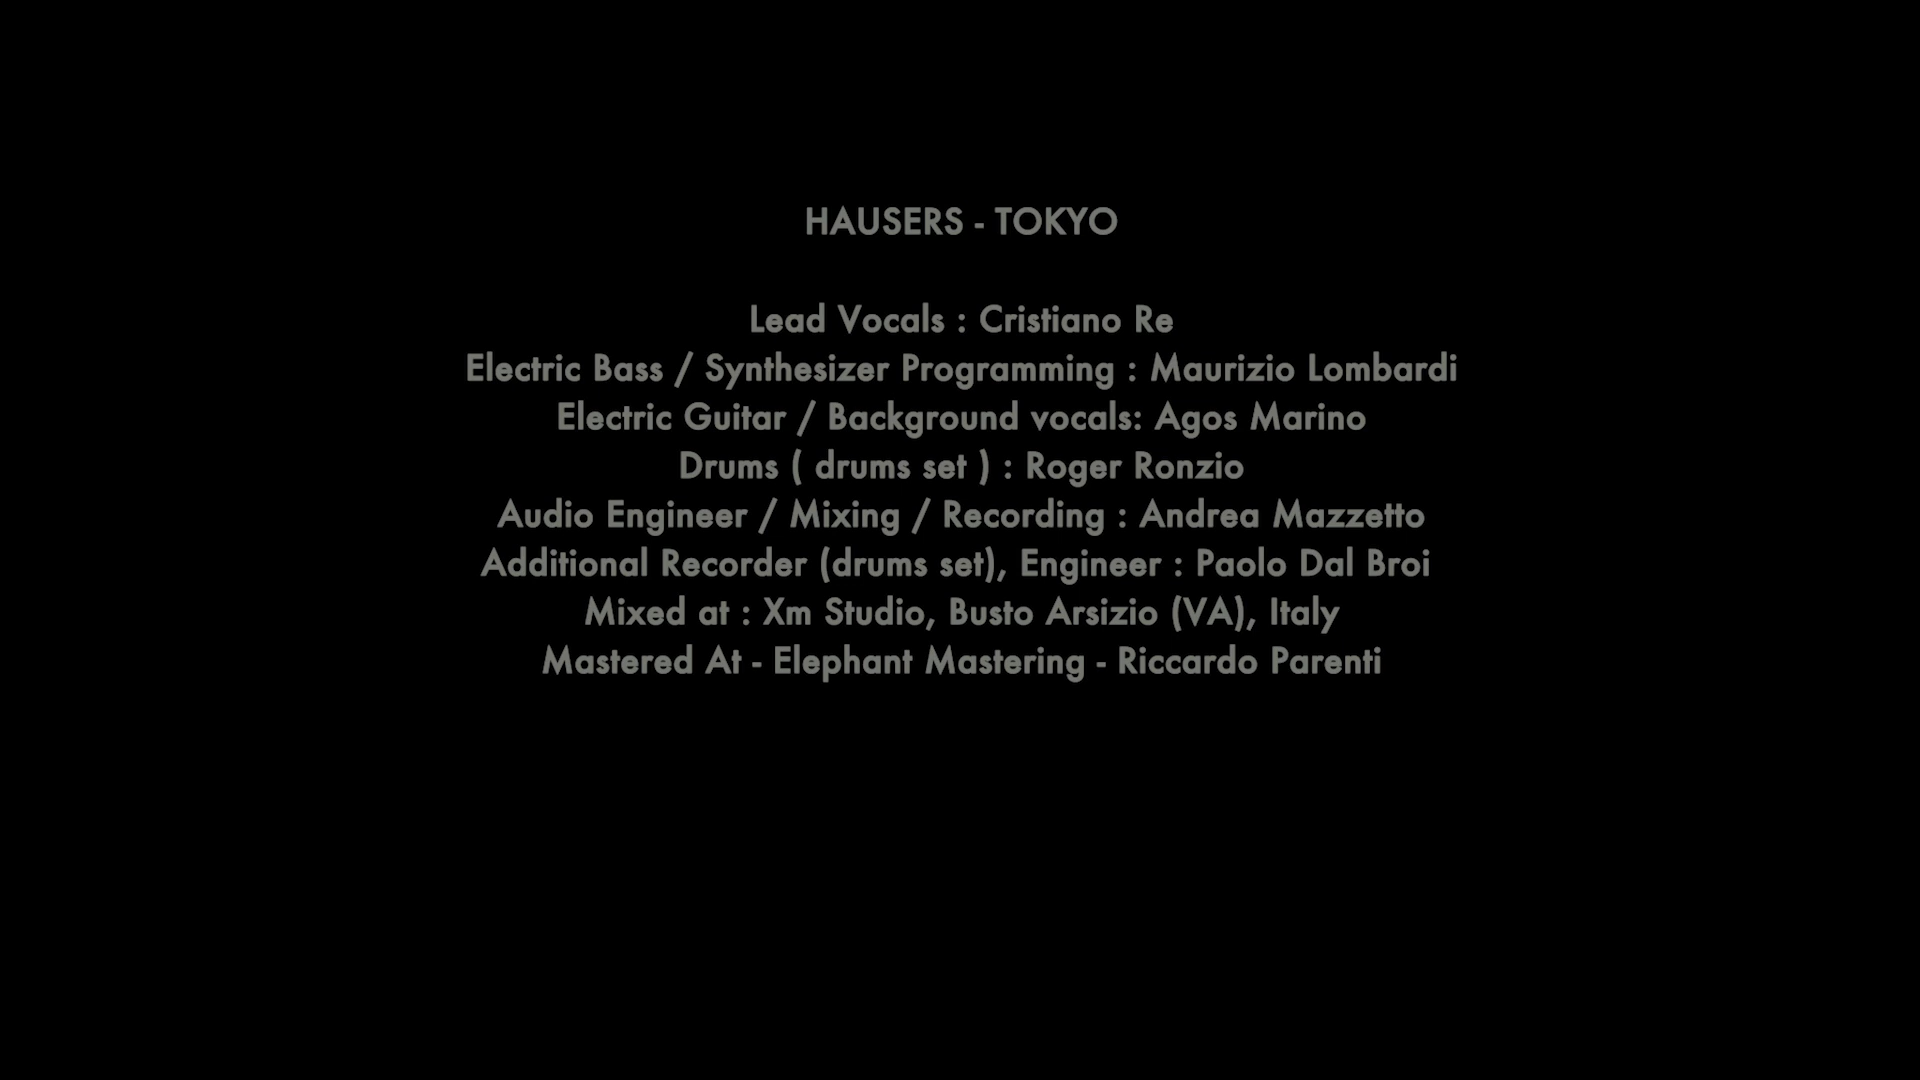 HAUSERS - TOKYO
Lead Vocals : Cristiano Re
Electric Bass / Synthesizer Programming : Maurizio Lombardi
Electric Guitar / Background vocals: Agos Marino
Drums ( drums set ) : Roger Ronzio
Audio Engineer / Mixing / Recording : Andrea Mazzetto
Additional Recorder (drums set), Engineer : Paolo Dal Broi
Mixed at : Xm Studio, Busto Arsizio (VA), Italy
Mastered At - Elephant Mastering - Riccardo Parenti